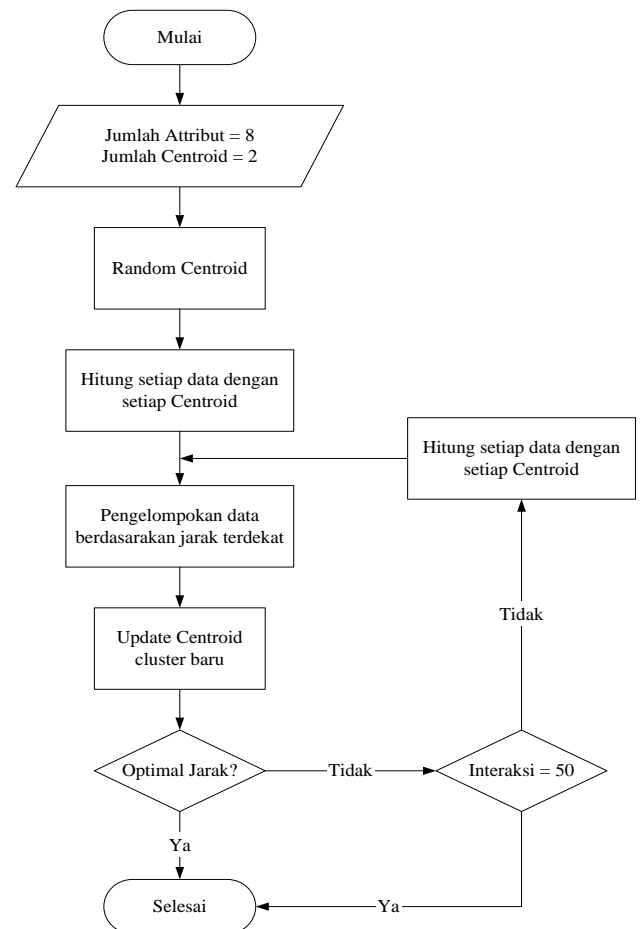 Mulai
Jumlah Attribut = 8
Jumlah Centroid = 2
Random Centroid
Hitung setiap data dengan
setiap Centroid
Hitung setiap data dengan
setiap Centroid
Pengelompokan data
berdasarakan jarak terdekat
Update Centroid
cluster baru
Tidak
Optimal Jarak?
Tidak
Interaksi = 50
Ya
Selesai
Ya